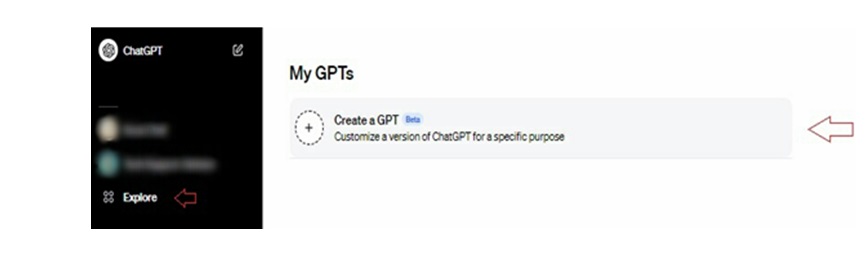 ChatGPT
Explore
My GPTs
Create a GPT Beta
Customize a version of ChatGPT for a specific purpose